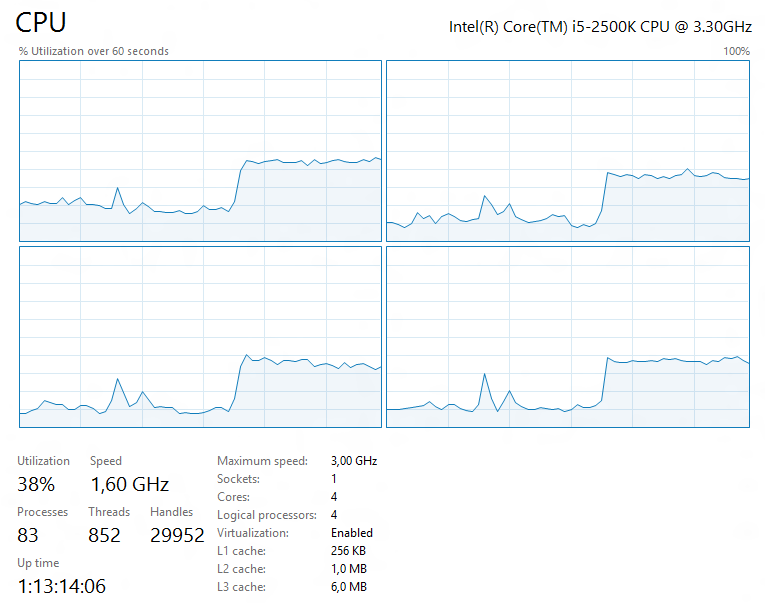 CPU
Intel(R) Core(TM) i5-2500K CPU @ 3.30GHz
% Utilization over 60 seconds
100%
Utilization
Speed
38%
1,60 GHz
Processes
Threads
Handles
83
852
29952
Up time
1:13:14:06
Maximum speed: 3,00 GHz
Sockets: 1
Cores: 4
Logical processors: 4
Virtualization: Enabled
L1 cache: 256 KB
L2 cache: 1,0 MB
L3 cache: 6,0 MB